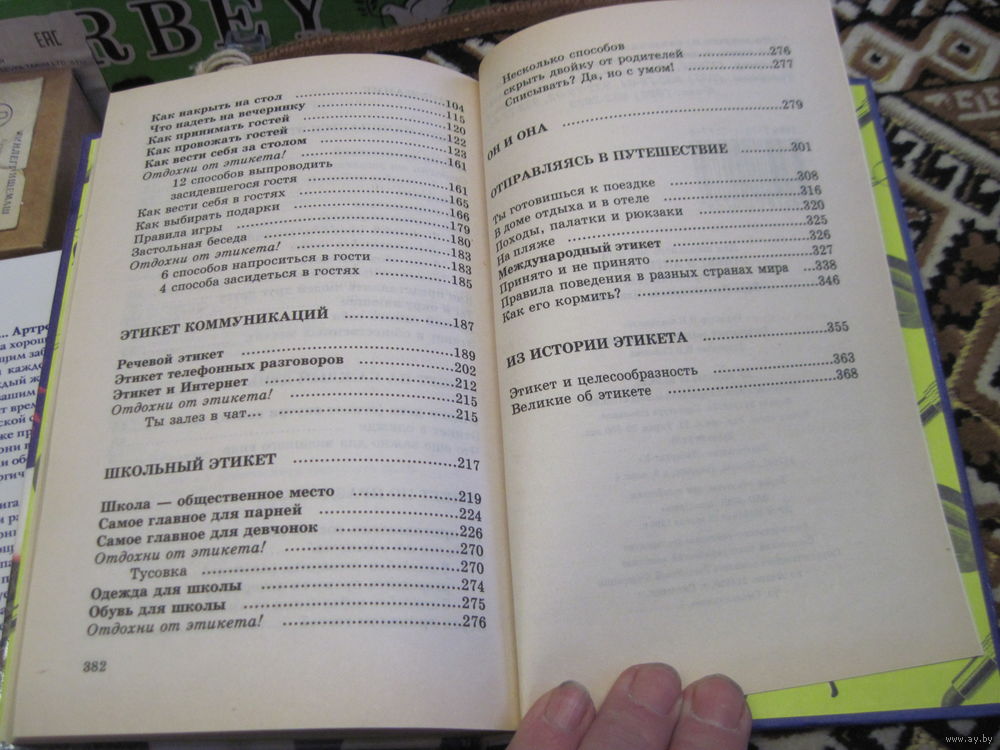 RBEY
EAC
Как накрыть на стол ........ 104
Что надеть на вечеринку ........ 115
Как принимать гостей ........ 120
Как провожать гостей ........ 122
Как вести себя за столом ........ 123
Отдохни от этикета! ........ 161
12 способов выпроводить
засидевшегося гостя ........ 161
Как вести себя в гостях ........ 165
Как выбирать подарки ........ 166
Правила игры ........ 179
Застольная беседа ........ 180
Отдохни от этикета! ........ 183
6 способов напроситься в гости ........ 183
4 способа засидеться в гостях ........ 185
ЭТИКЕТ КОММУНИКАЦИЙ ........ 187
Речевой этикет ........ 189
Этикет телефонных разговоров ........ 202
Этикет и Интернет ........ 212
Отдохни от этикета! ........ 215
Ты залез в чат... ........ 215
ШКОЛЬНЫЙ ЭТИКЕТ ........ 217
Школа — общественное место ........ 219
Самое главное для парней ........ 224
Самое главное для девчонок ........ 226
Отдохни от этикета! ........ 270
Тусовка ........ 270
Одежда для школы ........ 274
Обувь для школы ........ 275
Отдохни от этикета! ........ 276
382
Несколько способов
скрыть двойку от родителей ........ 276
Списывать? Да, но с умом! ........ 277
ОН И ОНА ........ 279
ОТПРАВЛЯЯСЬ В ПУТЕШЕСТВИЕ ........ 301
Ты готовишься к поездке ........ 308
В доме отдыха и в отеле ........ 316
Походы, палатки и рюкзаки ........ 320
На пляже ........ 325
Международный этикет ........ 326
Принято и не принято ........ 327
Правила поведения в разных странах мира ... 338
Как его кормить? ........ 346
ИЗ ИСТОРИИ ЭТИКЕТА ........ 355
Этикет и целесообразность ........ 363
Великие об этикете ........ 368
www.ay.by